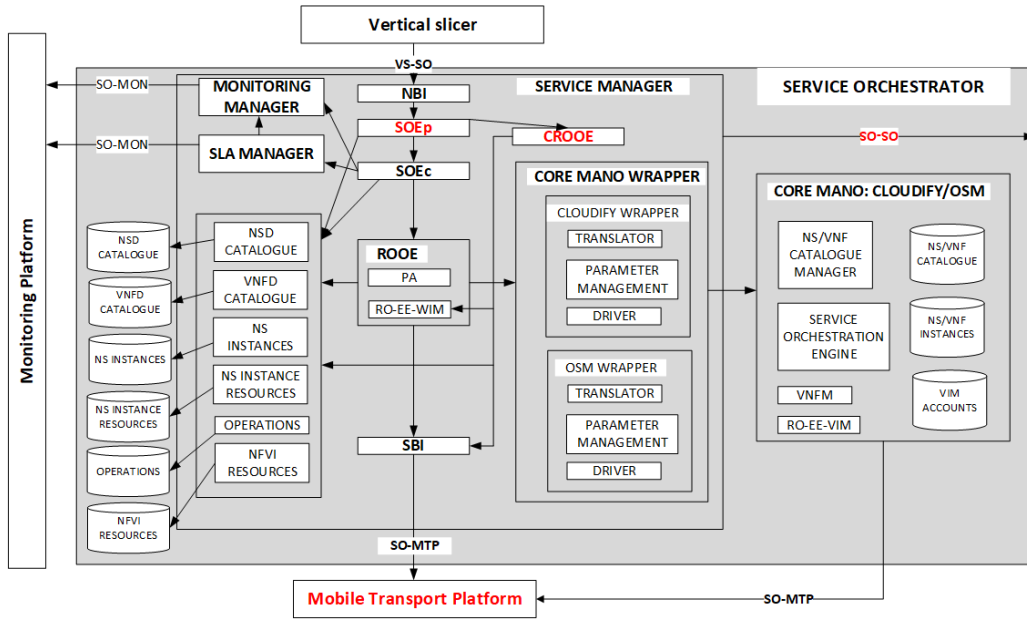 Vertical slicer
VS-SO
Monitoring Platform
SO-MON
SO-MON
MONITORING
MANAGER
SLA MANAGER
NBI
SOEp
SOEc
SERVICE MANAGER
CROOE
SERVICE ORCHESTRATOR
SO-SO
NSD
CATALOGUE
VNFD
CATALOGUE
NS INSTANCES
NS INSTANCE
RESOURCES
OPERATIONS
NFVI
RESOURCES
NSD
CATALOGUE
VNFD
CATALOGUE
NS
INSTANCES
NS INSTANCE
RESOURCES
OPERATIONS
NFVI
RESOURCES
ROOE
PA
RO-EE-WIM
SBI
CORE MANO WRAPPER
CLOUDIFY WRAPPER
TRANSLATOR
PARAMETER
MANAGEMENT
DRIVER
OSM WRAPPER
TRANSLATOR
PARAMETER
MANAGEMENT
DRIVER
CORE MANO: CLOUDIFY/OSM
NS/VNF
CATALOGUE
MANAGER
SERVICE
ORCHESTRATION
ENGINE
VNFM
RO-EE-VIM
NS/VNF
CATALOGUE
NS/VNF
INSTANCES
VIM
ACCOUNTS
SO-MTP
SO-MTP
Mobile Transport Platform